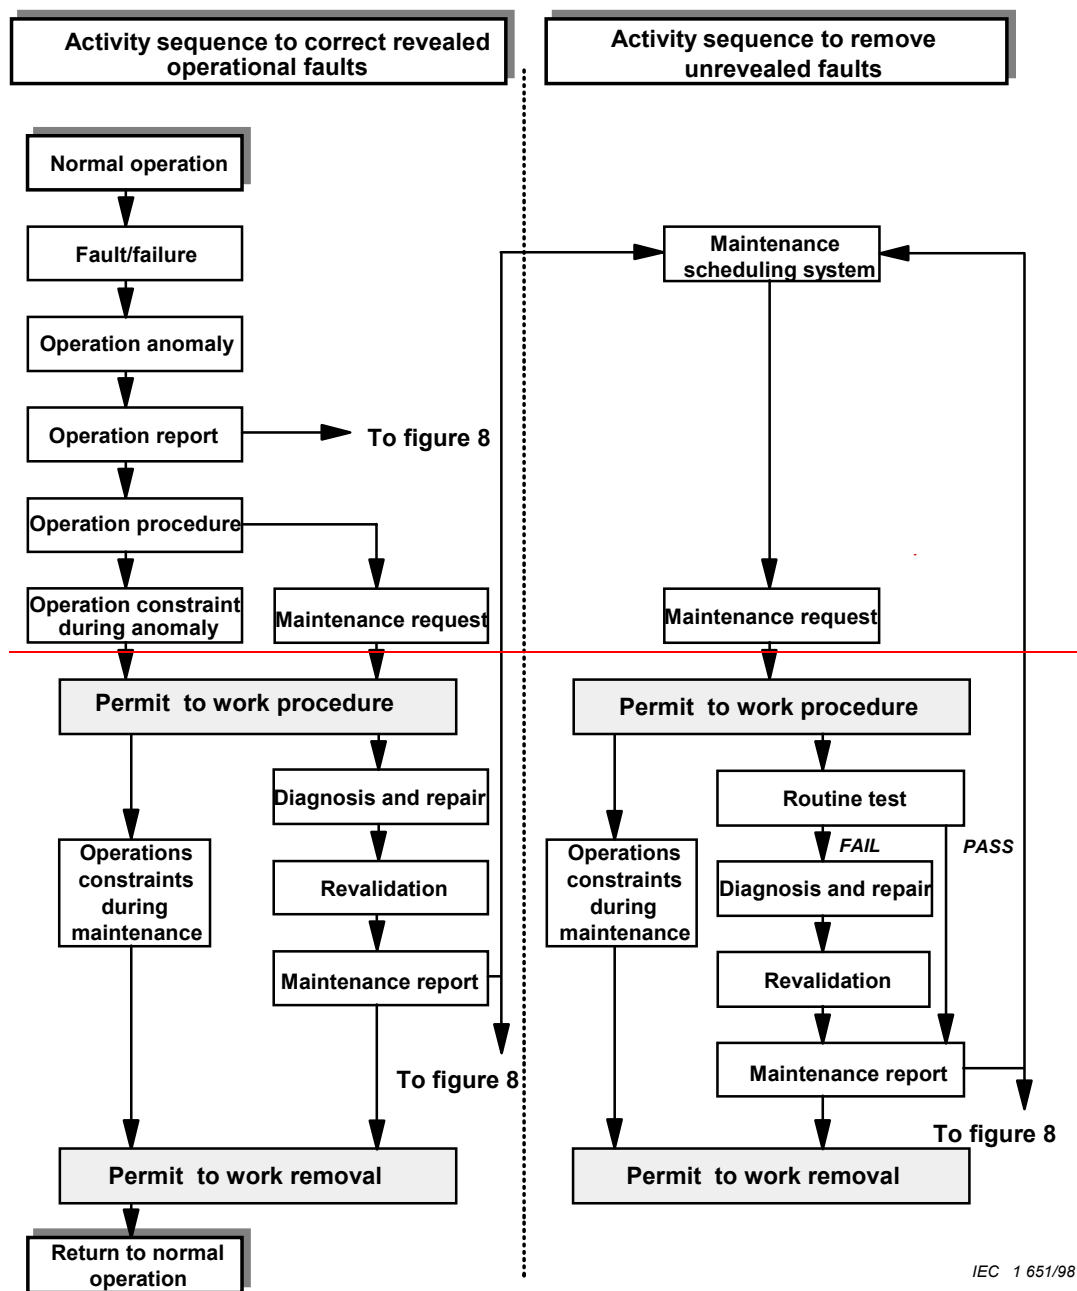 Activity sequence to correct revealed
operational faults
Activity sequence to remove
unrevealed faults
Normal operation
Fault/failure
Operation anomaly
Operation report
To figure 8
Operation procedure
Operation constraint
during anomaly
Maintenance request
Permit to work procedure
Diagnosis and repair
Operations
constraints
during
maintenance
Revalidation
Maintenance report
To figure 8
Permit to work removal
Return to normal
operation
Maintenance
scheduling system
Maintenance request
Permit to work procedure
Routine test
FAIL
PASS
Operations
constraints
during
maintenance
Diagnosis and repair
Revalidation
Maintenance report
To figure 8
Permit to work removal
IEC 1 651/98